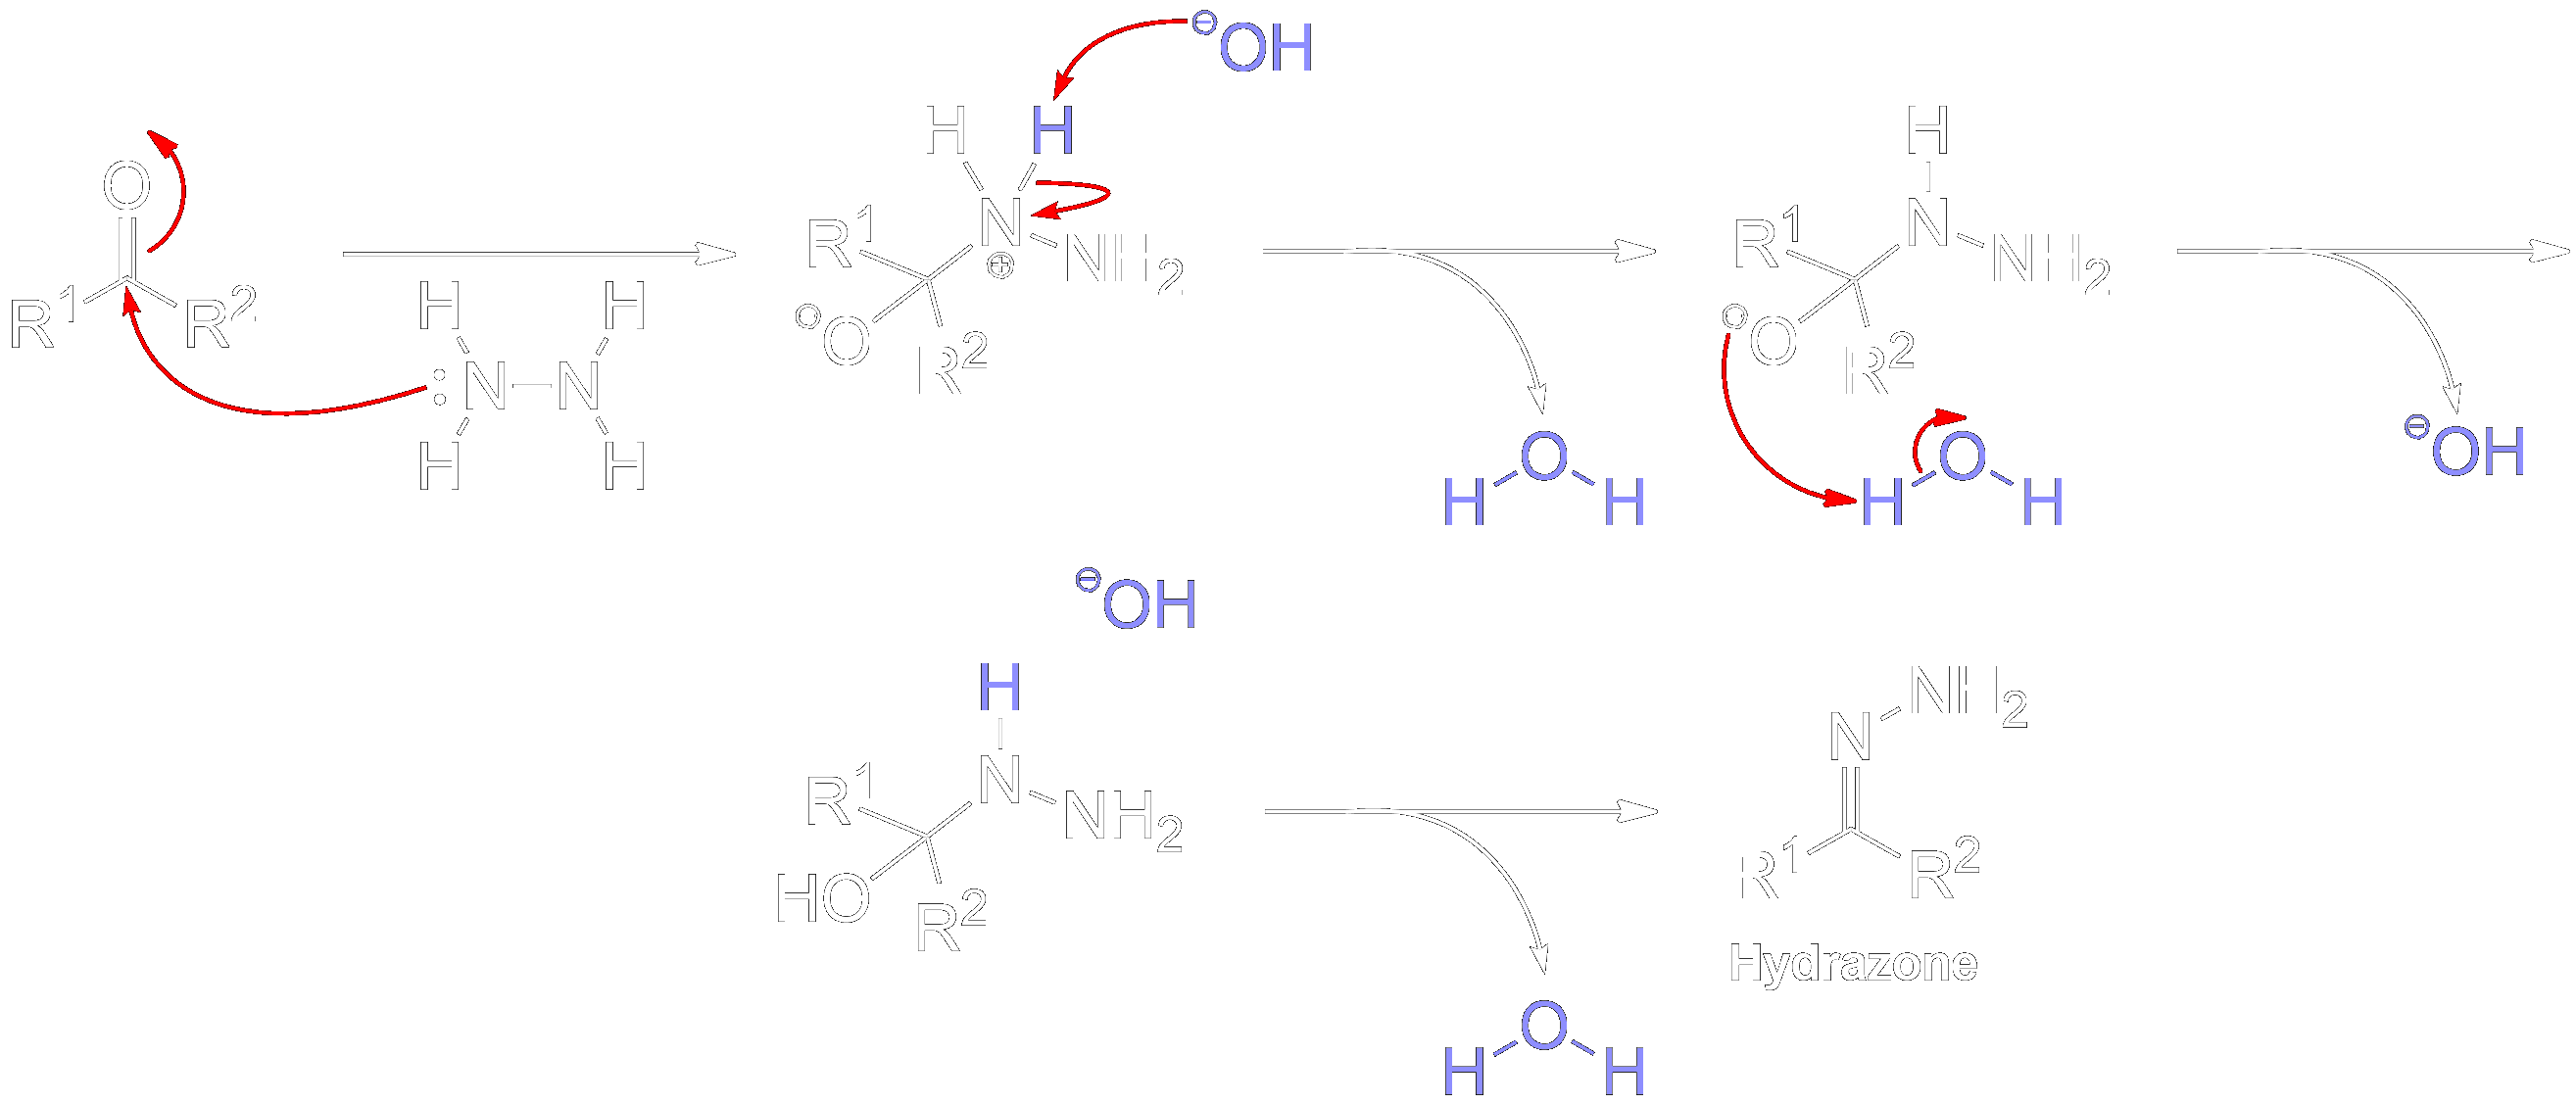 ⊖OH
H H
O
R¹ N
⊕ NH₂
R¹ R²
H H
⊖O
R²
:N N
H H
H
R¹ N
NH₂
⊖O
R²
O
H H
O
H H
⊖OH
⊖OH
H
R¹ N
NH₂
HO
R²
O
H H
NH₂
N
R¹ R²
Hydrazone